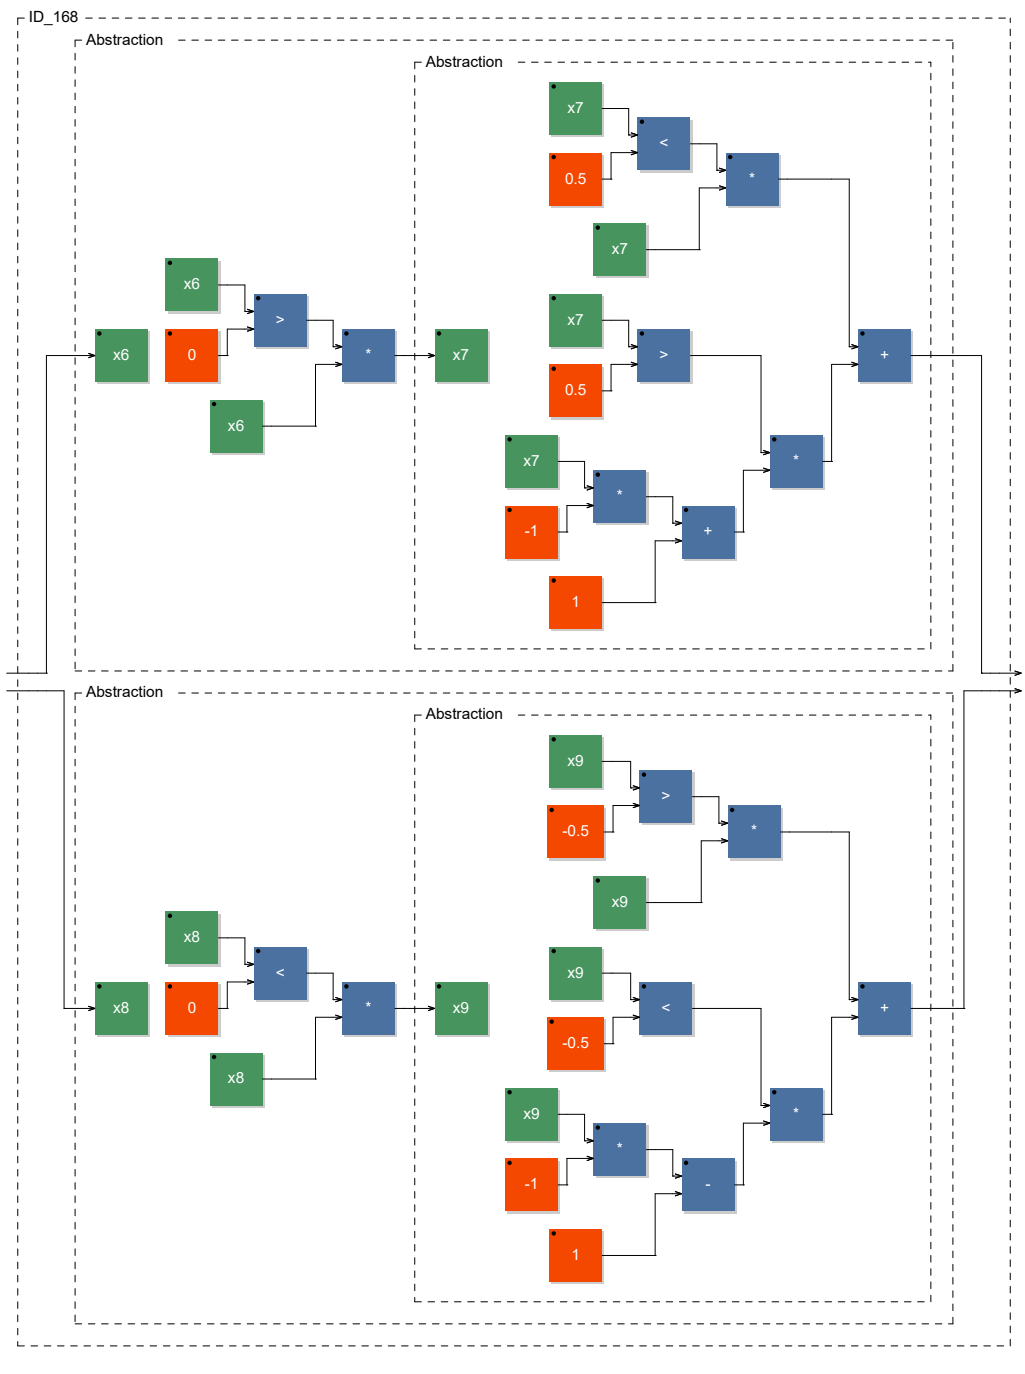 ID_168
Abstraction
Abstraction
x7
<
0.5
*
x7
x6
x7
>
>
x6
0
*
x7
+
0.5
x6
x7
*
*
-1
+
1
Abstraction
Abstraction
x9
>
-0.5
*
x9
x8
x9
<
<
x8
0
*
x9
+
-0.5
x8
x9
*
*
-1
-
1